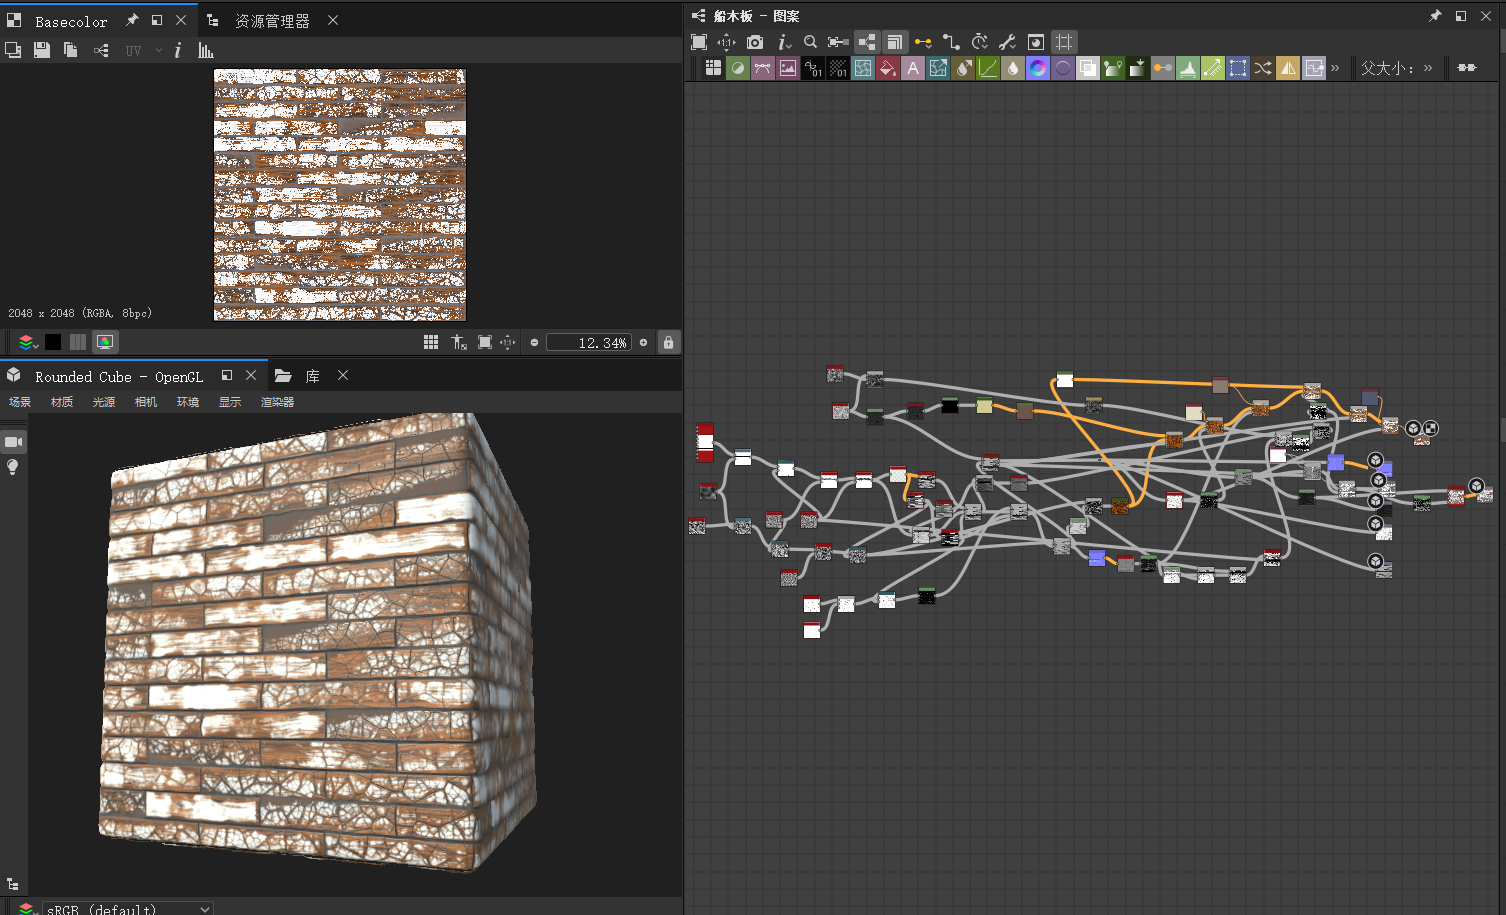 Basecolor
资源管理器
UV
2048 x 2048 (RGBA, 8bpc)
12.34%
Rounded Cube - OpenGL
库
场景 材质 光源 相机 环境 显示 渲染器
sRGB (default)
船木板 - 图案
01 01 A
父大小: